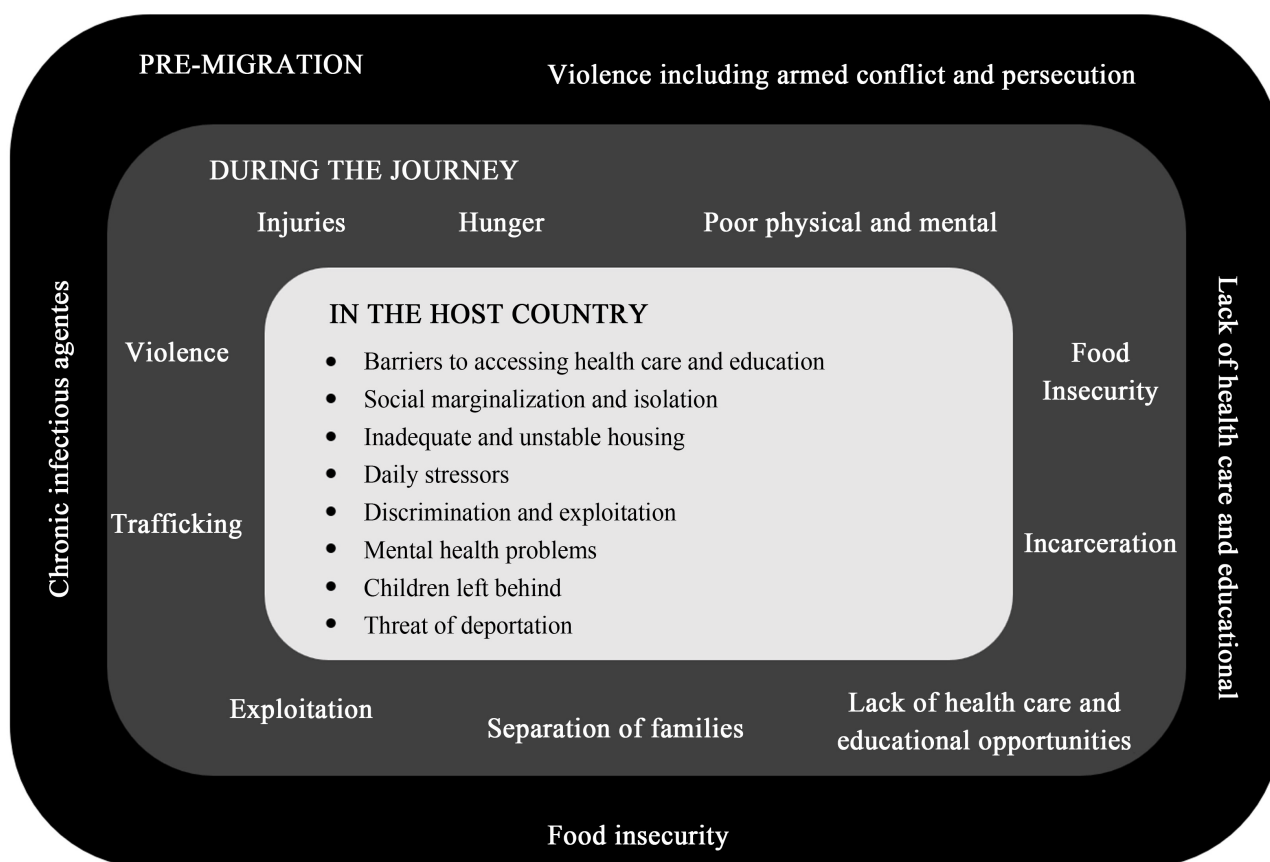 PRE-MIGRATION
Violence including armed conflict and persecution
DURING THE JOURNEY
Injuries
Hunger
Poor physical and mental
Chronic infectious agentes
Violence
Trafficking
IN THE HOST COUNTRY
• Barriers to accessing health care and education
• Social marginalization and isolation
• Inadequate and unstable housing
• Daily stressors
• Discrimination and exploitation
• Mental health problems
• Children left behind
• Threat of deportation
Food
Insecurity
Incarceration
Lack of health care and educational
Exploitation
Separation of families
Lack of health care and
educational opportunities
Food insecurity